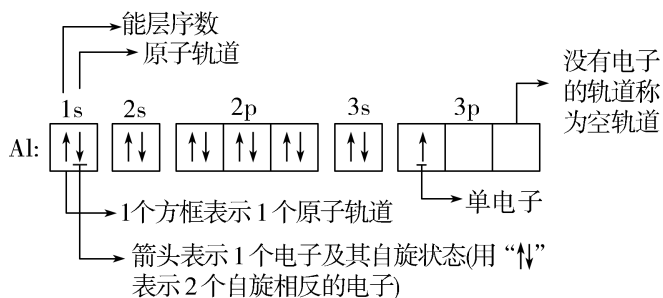 能层序数
原子轨道
没有电子
的轨道称
为空轨道
1s 2s 2p 3s 3p
Al: ↑↓ ↑↓ ↑↓ ↑↓ ↑↓ ↑↓ ↑
单电子
1个方框表示1个原子轨道
箭头表示1个电子及其自旋状态(用“↑↓”
表示2个自旋相反的电子)